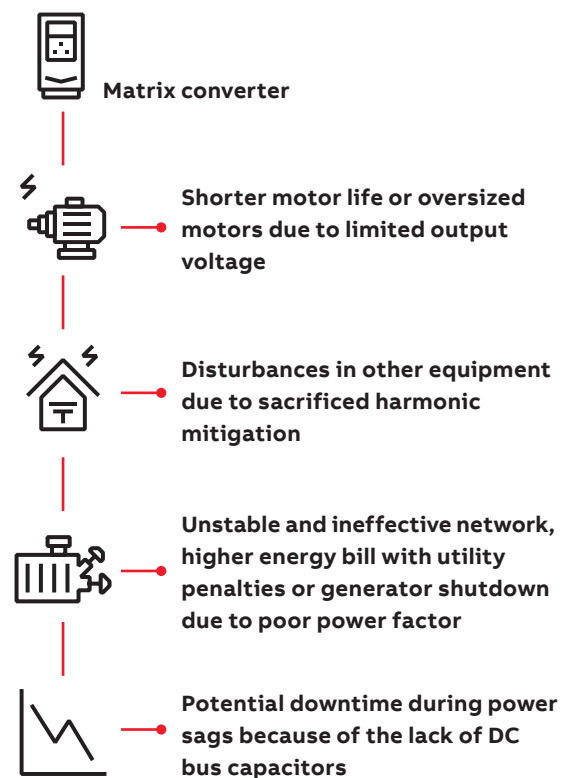 Matrix converter
Shorter motor life or oversized
motors due to limited output
voltage
Disturbances in other equipment
due to sacrificed harmonic
mitigation
Unstable and ineffective network,
higher energy bill with utility
penalties or generator shutdown
due to poor power factor
Potential downtime during power
sags because of the lack of DC
bus capacitors